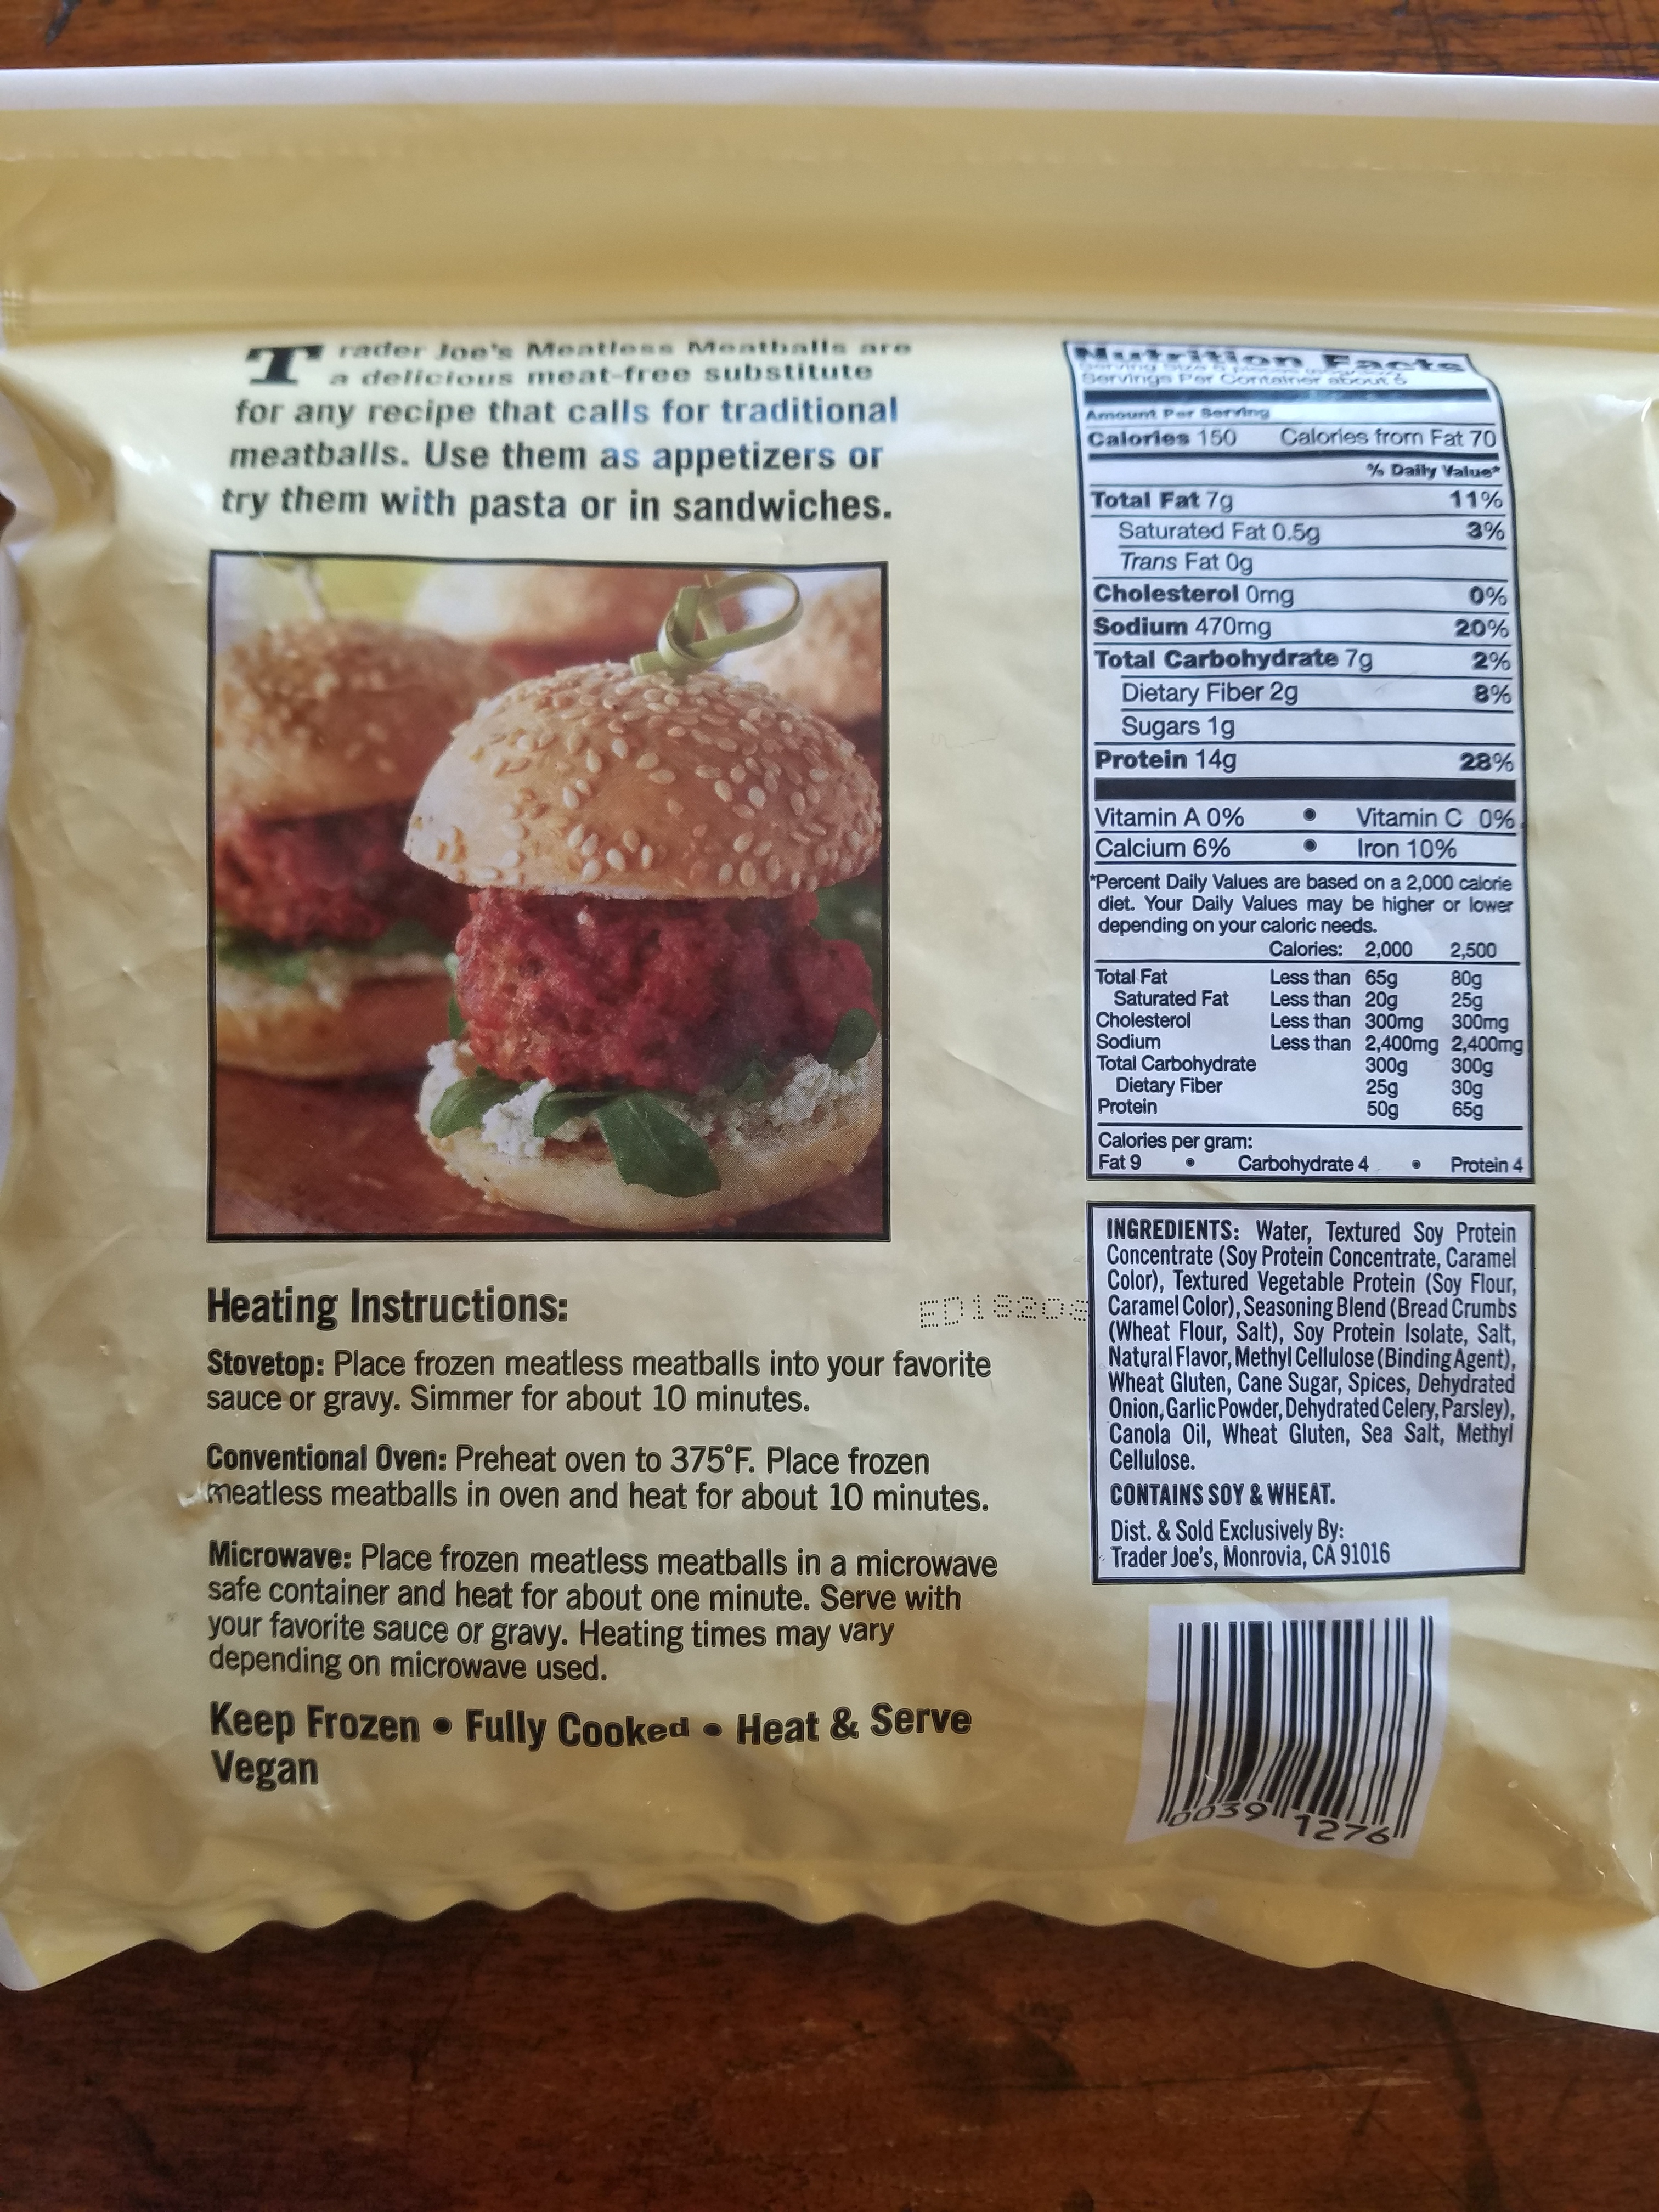 Trader Joe's Meatless Meatballs are
a delicious meat-free substitute
for any recipe that calls for traditional
meatballs. Use them as appetizers or
try them with pasta or in sandwiches.
Heating Instructions:
Stovetop: Place frozen meatless meatballs into your favorite
sauce or gravy. Simmer for about 10 minutes.
Conventional Oven: Preheat oven to 375°F. Place frozen
meatless meatballs in oven and heat for about 10 minutes.
Microwave: Place frozen meatless meatballs in a microwave
safe container and heat for about one minute. Serve with
your favorite sauce or gravy. Heating times may vary
depending on microwave used.
Keep Frozen • Fully Cooked • Heat & Serve
Vegan
Nutrition Facts
Serving Size 6
Servings Per Container about 5
Amount Per Serving
Calories 150 Calories from Fat 70
% Daily Value*
Total Fat 7g 11%
Saturated Fat 0.5g 3%
Trans Fat 0g
Cholesterol 0mg 0%
Sodium 470mg 20%
Total Carbohydrate 7g 2%
Dietary Fiber 2g 8%
Sugars 1g
Protein 14g 28%
Vitamin A 0% • Vitamin C 0%
Calcium 6% • Iron 10%
*Percent Daily Values are based on a 2,000 calorie
diet. Your Daily Values may be higher or lower
depending on your caloric needs.
Calories: 2,000 2,500
Total Fat Less than 65g 80g
Saturated Fat Less than 20g 25g
Cholesterol Less than 300mg 300mg
Sodium Less than 2,400mg 2,400mg
Total Carbohydrate 300g 300g
Dietary Fiber 25g 30g
Protein 50g 65g
Calories per gram:
Fat 9 • Carbohydrate 4 • Protein 4
INGREDIENTS: Water, Textured Soy Protein
Concentrate (Soy Protein Concentrate, Caramel
Color), Textured Vegetable Protein (Soy Flour,
Caramel Color), Seasoning Blend (Bread Crumbs
(Wheat Flour, Salt), Soy Protein Isolate, Salt,
Natural Flavor, Methyl Cellulose (Binding Agent),
Wheat Gluten, Cane Sugar, Spices, Dehydrated
Onion, Garlic Powder, Dehydrated Celery, Parsley),
Canola Oil, Wheat Gluten, Sea Salt, Methyl
Cellulose.
CONTAINS SOY & WHEAT.
Dist. & Sold Exclusively By:
Trader Joe's, Monrovia, CA 91016
0039 1276